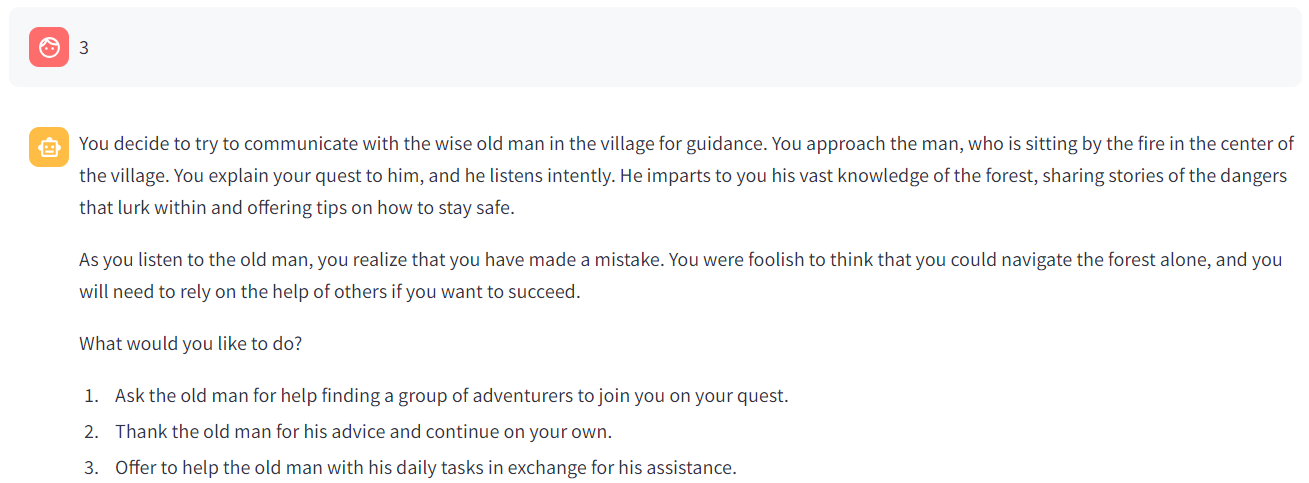 3
You decide to try to communicate with the wise old man in the village for guidance. You approach the man, who is sitting by the fire in the center of
the village. You explain your quest to him, and he listens intently. He imparts to you his vast knowledge of the forest, sharing stories of the dangers
that lurk within and offering tips on how to stay safe.
As you listen to the old man, you realize that you have made a mistake. You were foolish to think that you could navigate the forest alone, and you
will need to rely on the help of others if you want to succeed.
What would you like to do?
1. Ask the old man for help finding a group of adventurers to join you on your quest.
2. Thank the old man for his advice and continue on your own.
3. Offer to help the old man with his daily tasks in exchange for his assistance.